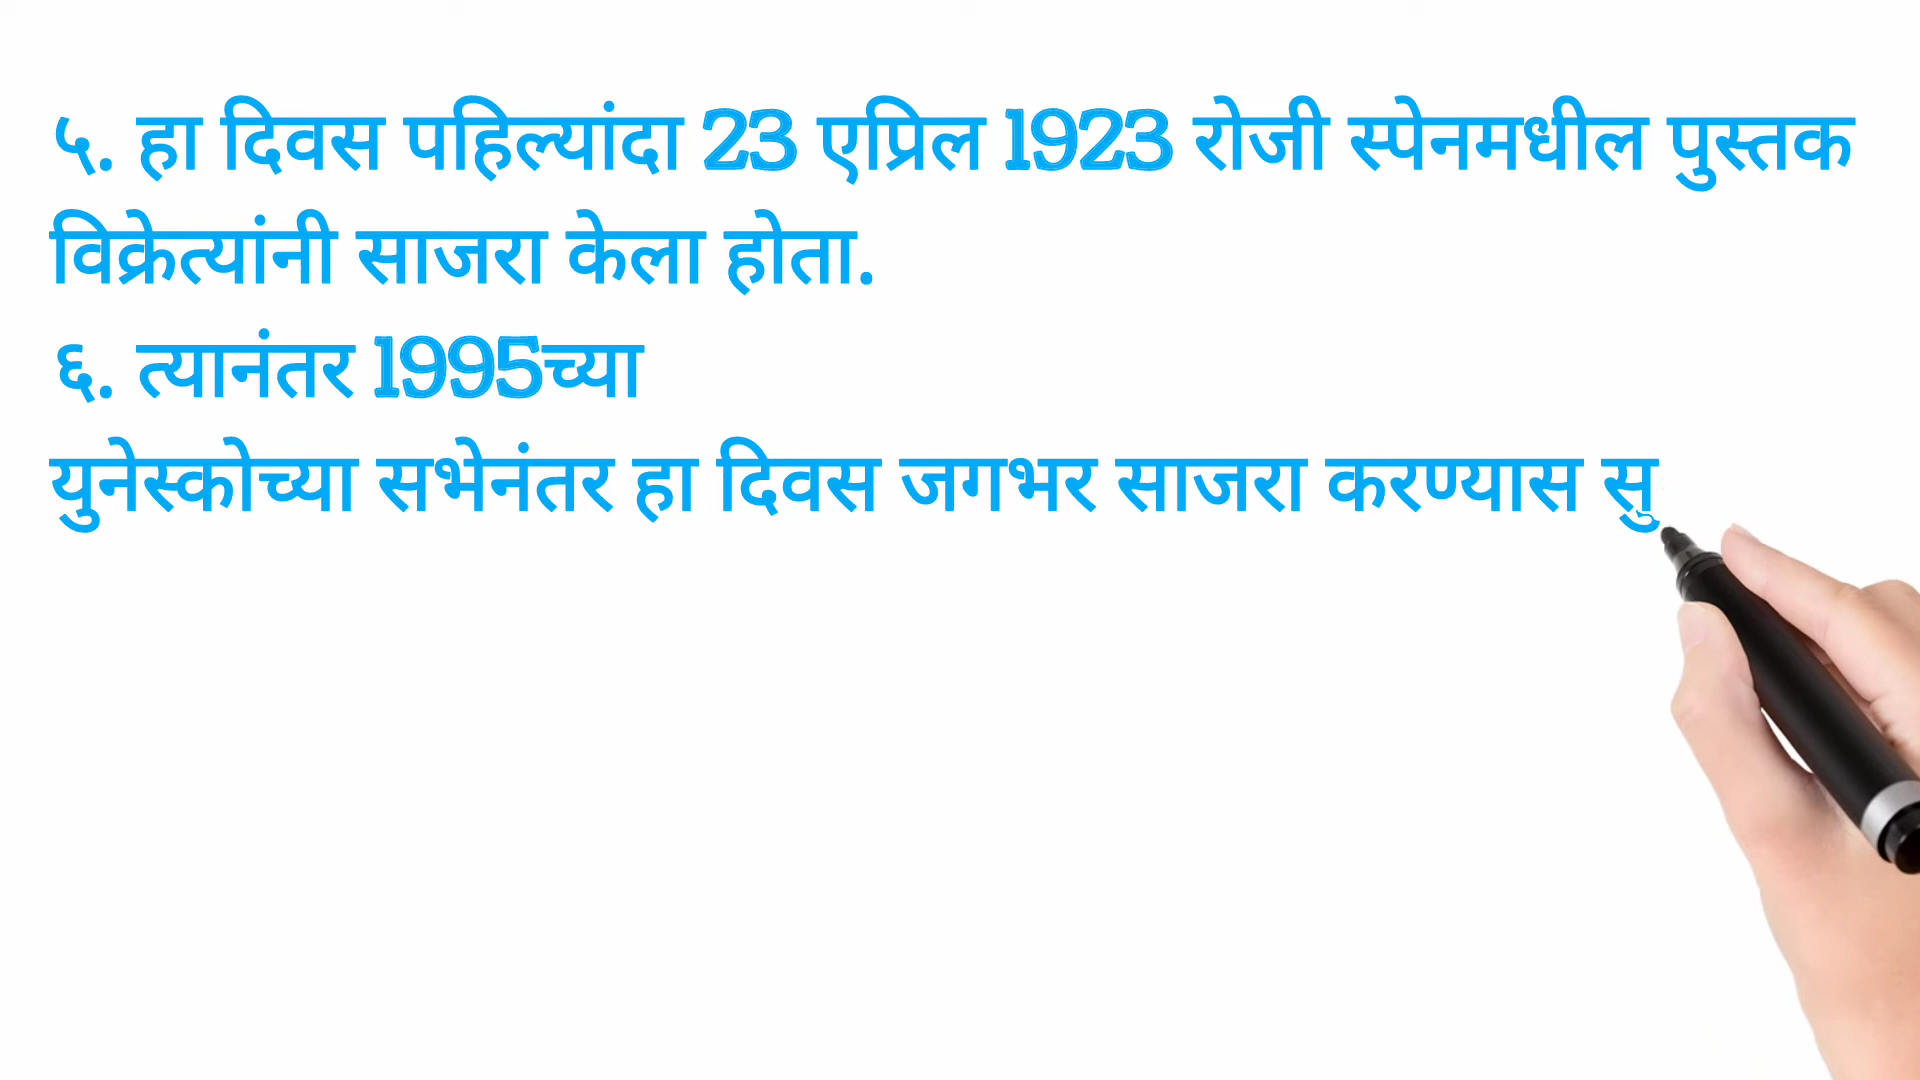 ५. हा दिवस पहिल्यांदा 23 एप्रिल 1923 रोजी स्पेनमधील पुस्तक
विक्रेत्यांनी साजरा केला होता.
६. त्यानंतर 1995च्या
युनेस्कोच्या सभेनंतर हा दिवस जगभर साजरा करण्यास सु